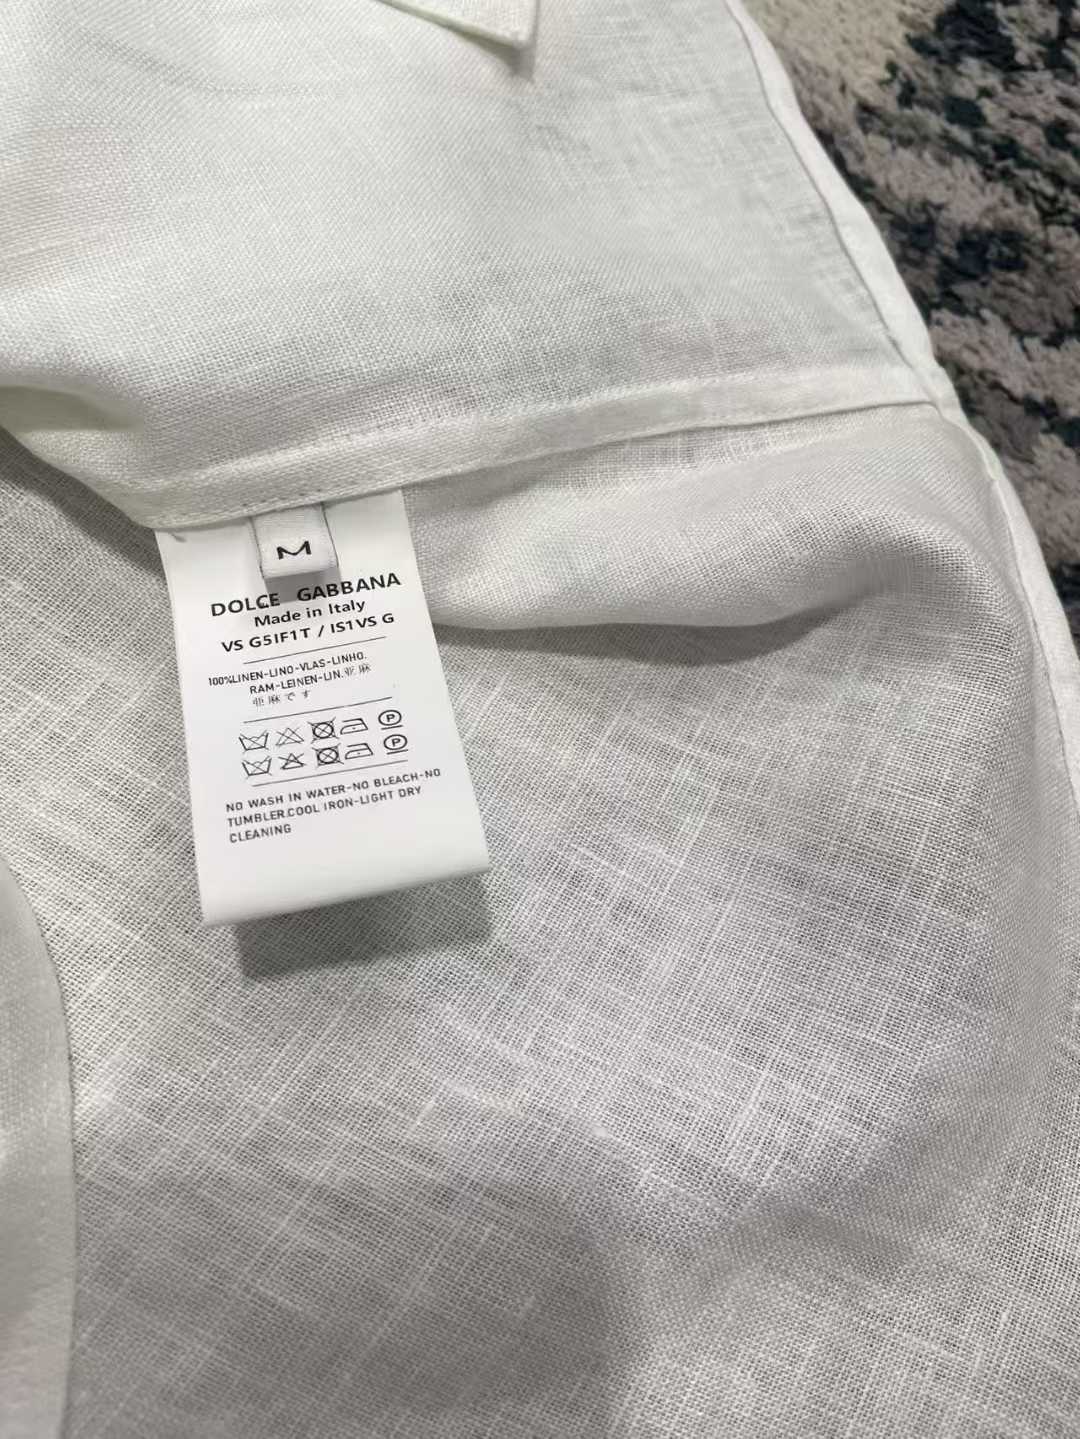 M
DOLCE GABBANA
Made in Italy
VS G5IF1T / IS1VS G
100%LINEN-LINO-VLAS-LINHO.
RAM-LEINEN-LIN.亚麻
亜麻です
P
P
NO WASH IN WATER-NO BLEACH-NO
TUMBLER.COOL IRON-LIGHT DRY
CLEANING